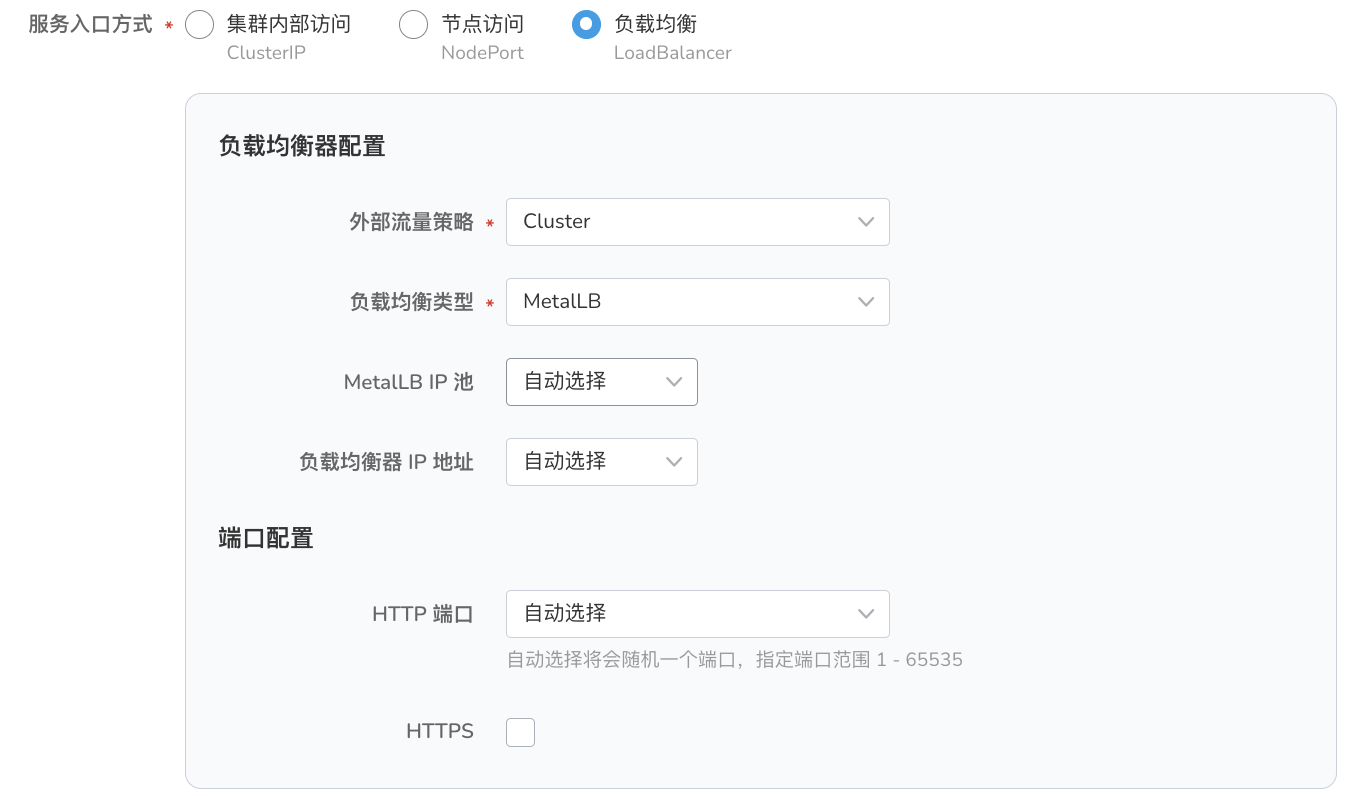 服务入口方式 * 集群内部访问 节点访问 负载均衡
ClusterIP NodePort LoadBalancer
负载均衡器配置
外部流量策略 * Cluster
负载均衡类型 * MetalLB
MetalLB IP 池 自动选择
负载均衡器 IP 地址 自动选择
端口配置
HTTP 端口 自动选择
自动选择将会随机一个端口，指定端口范围 1 - 65535
HTTPS